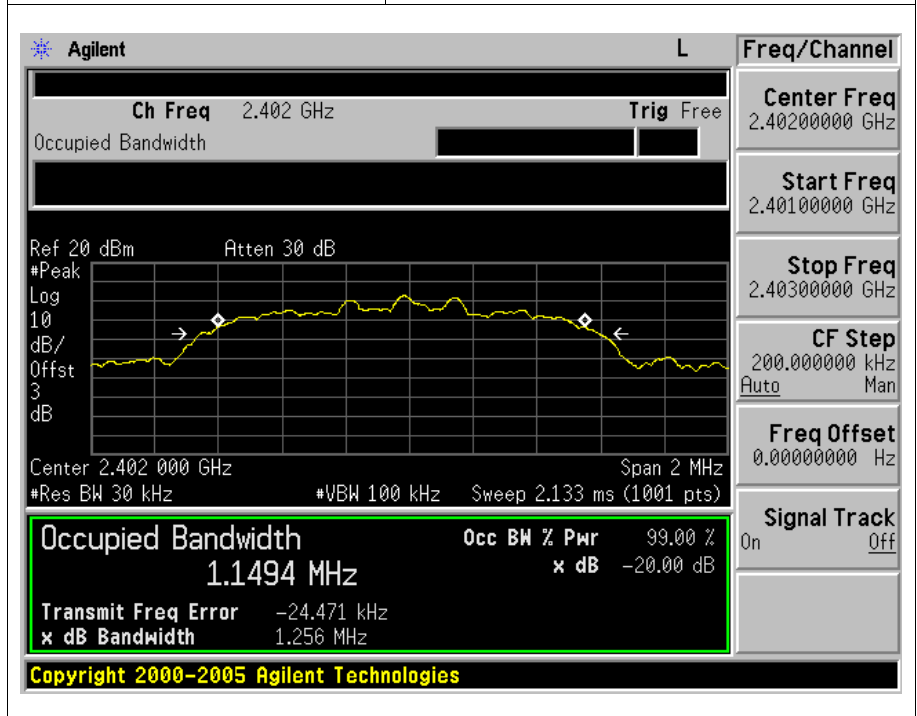 Agilent L
Ch Freq 2.402 GHz Trig Free
Occupied Bandwidth
Ref 20 dBm Atten 30 dB
#Peak
Log
10
dB/
Offst
3
dB
Center 2.402 000 GHz Span 2 MHz
#Res BW 30 kHz #VBW 100 kHz Sweep 2.133 ms (1001 pts)
Occupied Bandwidth Occ BW % Pwr 99.00 %
1.1494 MHz x dB -20.00 dB
Transmit Freq Error -24.471 kHz
x dB Bandwidth 1.256 MHz
Copyright 2000-2005 Agilent Technologies
Freq/Channel
Center Freq
2.40200000 GHz
Start Freq
2.40100000 GHz
Stop Freq
2.40300000 GHz
CF Step
200.000000 kHz
Auto Man
Freq Offset
0.00000000 Hz
Signal Track
On Off